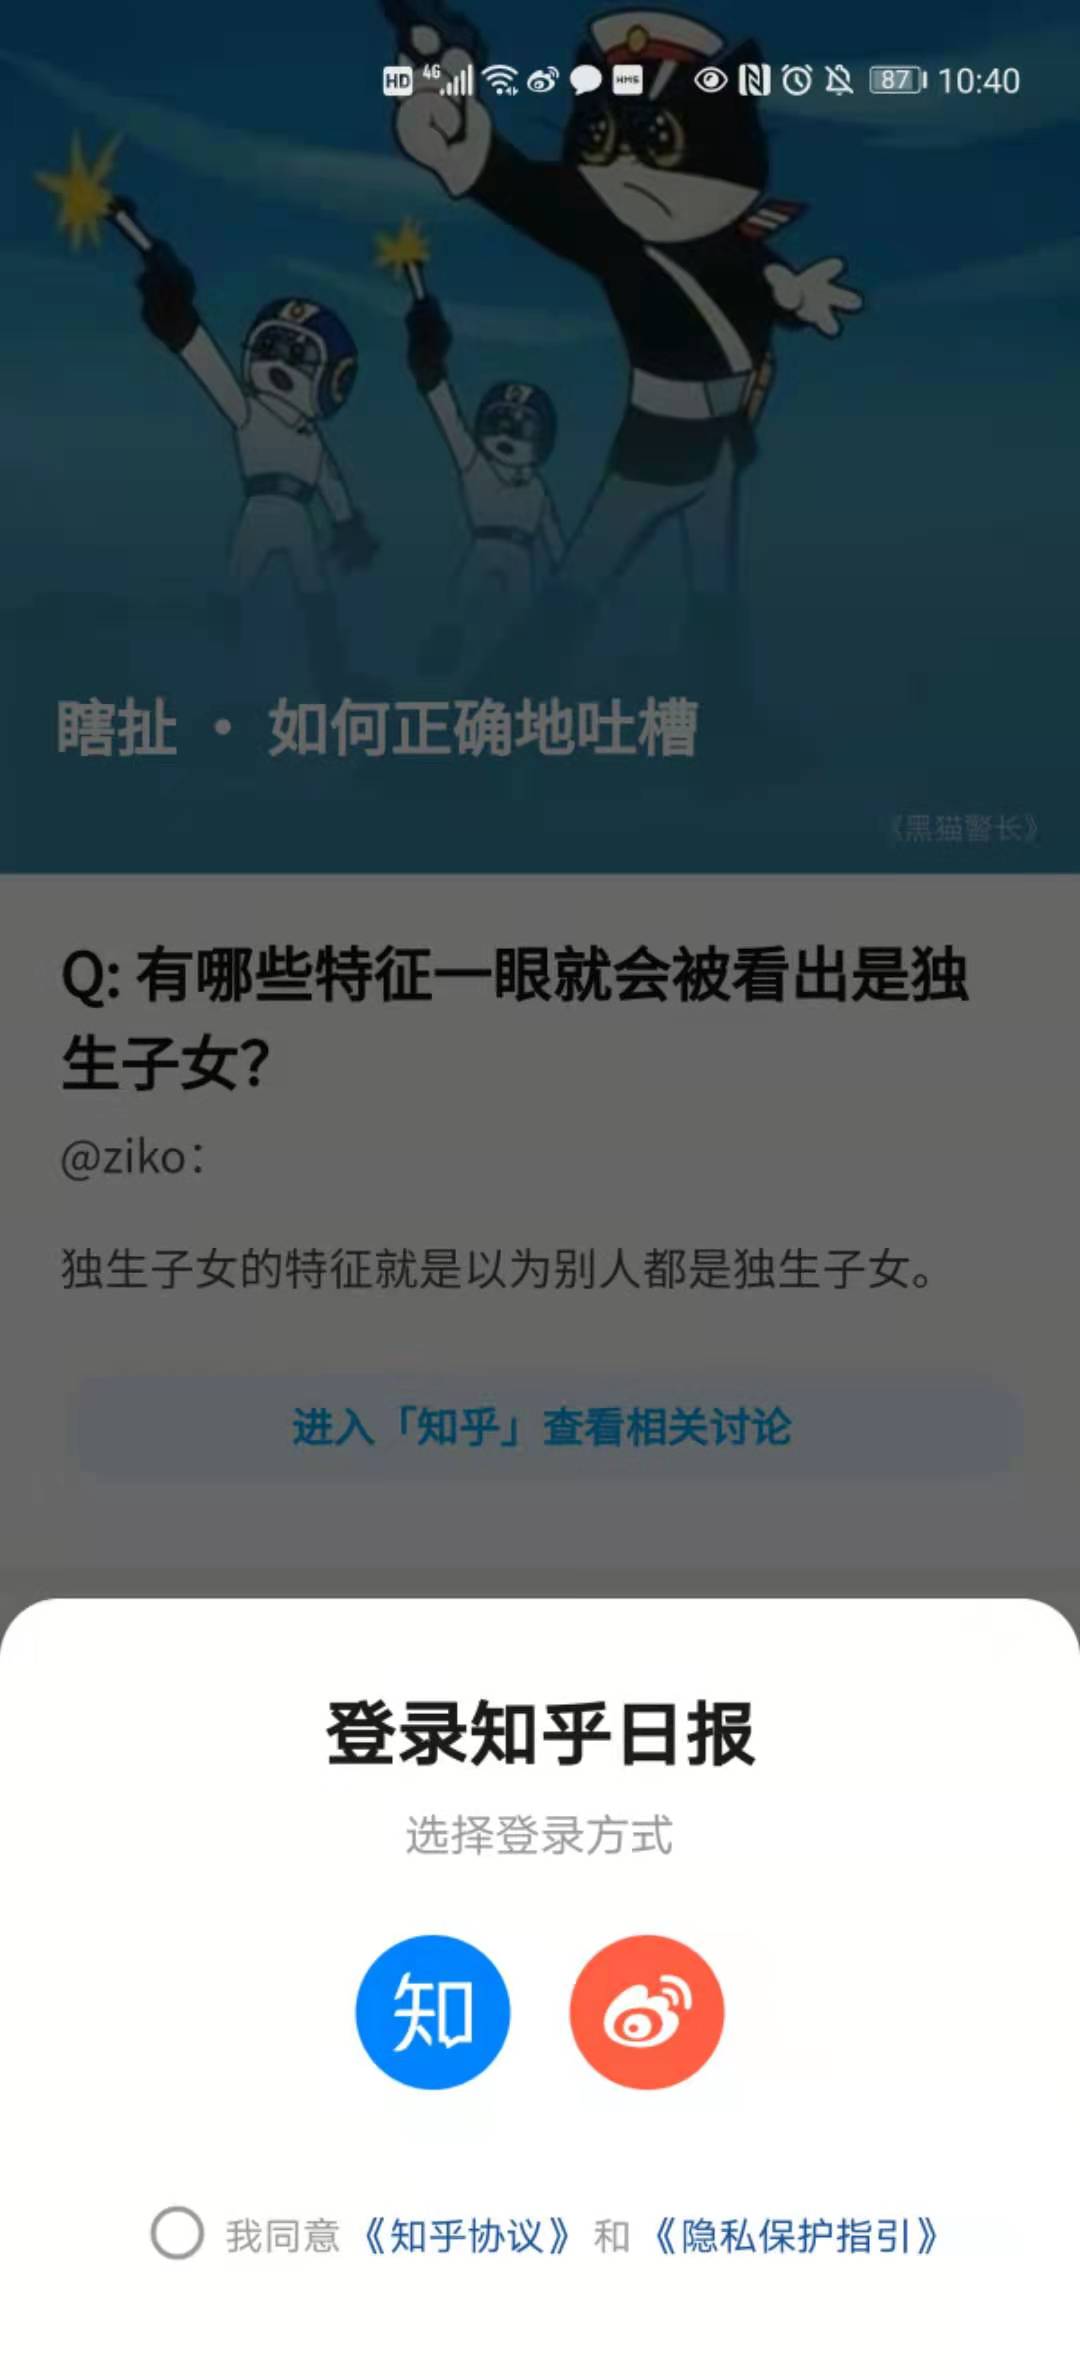 HD 4G HMS 87 10:40
瞎扯 · 如何正确地吐槽
《黑猫警长》
Q: 有哪些特征一眼就会被看出是独
生子女?
@ziko：
独生子女的特征就是以为别人都是独生子女。
进入「知乎」查看相关讨论
登录知乎日报
选择登录方式
知
我同意 《知乎协议》 和 《隐私保护指引》